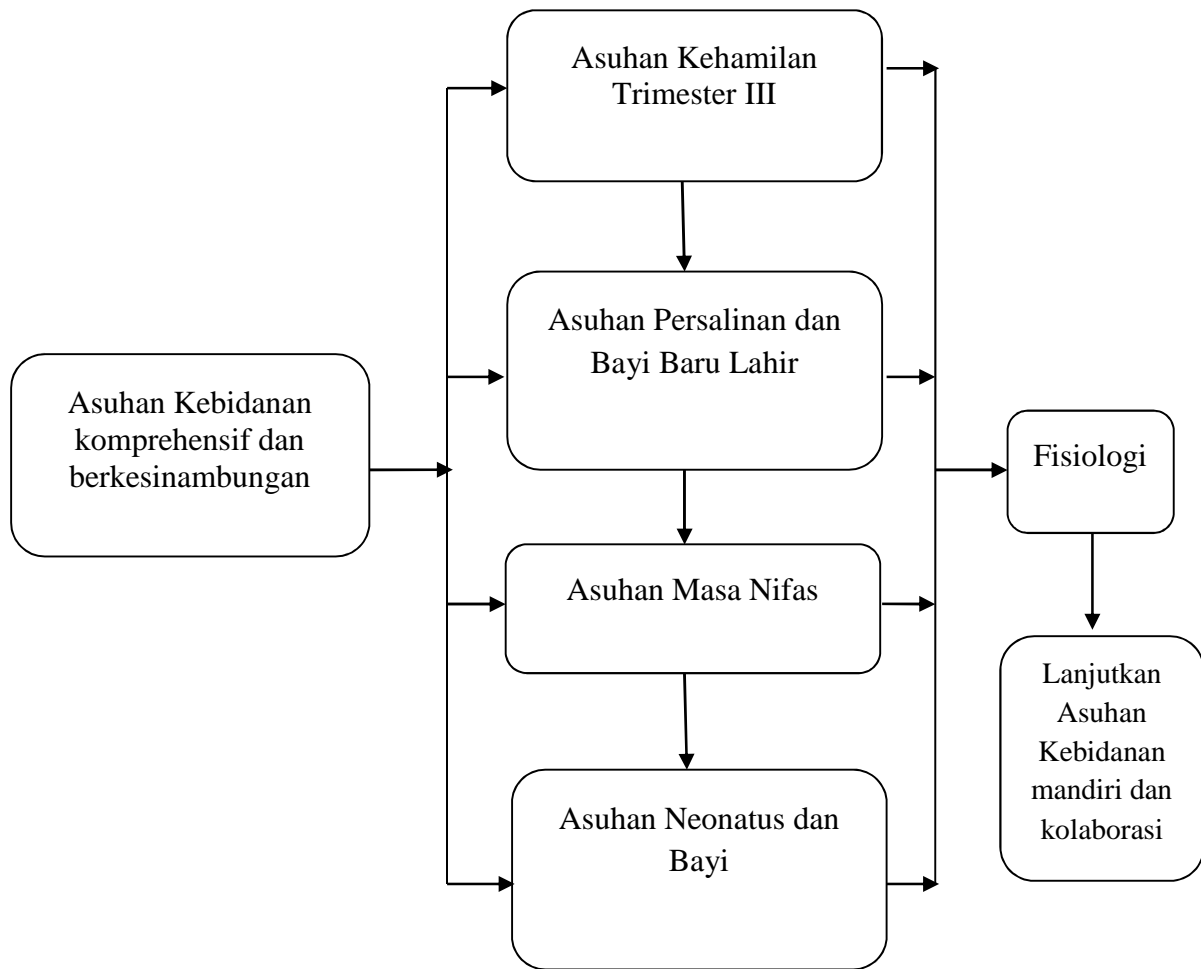 Asuhan Kehamilan
Trimester III
Asuhan Persalinan dan
Bayi Baru Lahir
Asuhan Kebidanan
komprehensif dan
berkesinambungan
Fisiologi
Asuhan Masa Nifas
Lanjutkan
Asuhan
Kebidanan
mandiri dan
kolaborasi
Asuhan Neonatus dan
Bayi